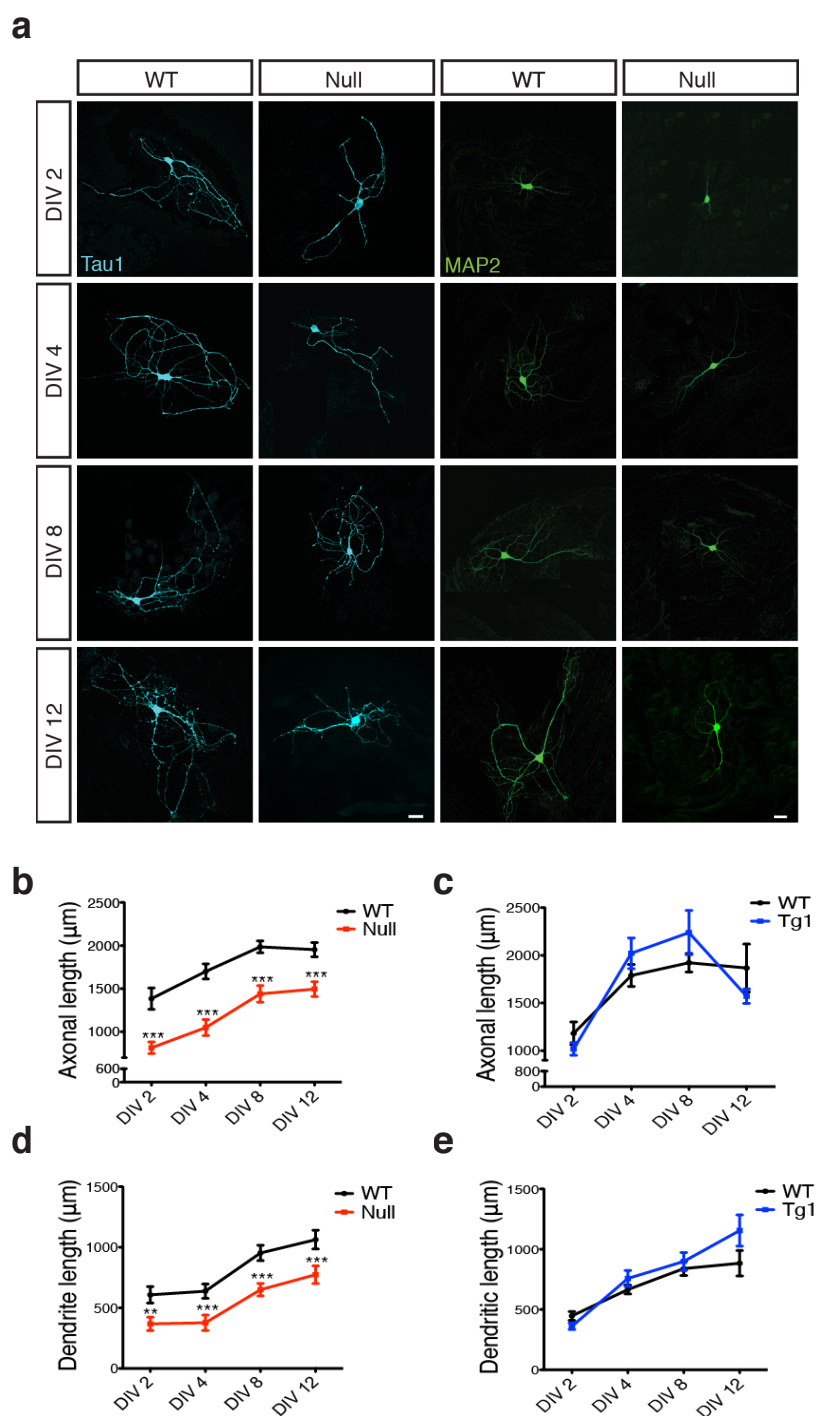 a
WT Null WT Null
DIV 2
Tau1 MAP2
DIV 4
DIV 8
DIV 12
b
Axonal length (µm)
2500
2000
1500
1000
600
0
WT
Null
***
***
***
***
DIV 2 DIV 4 DIV 8 DIV 12
c
Axonal length (µm)
2500
2000
1500
1000
800
0
WT
Tg1
DIV 2 DIV 4 DIV 8 DIV 12
d
Dendrite length (µm)
1500
1000
500
0
WT
Null
**
***
***
***
DIV 2 DIV 4 DIV 8 DIV 12
e
Dendritic length (µm)
1500
1000
500
0
WT
Tg1
DIV 2 DIV 4 DIV 8 DIV 12